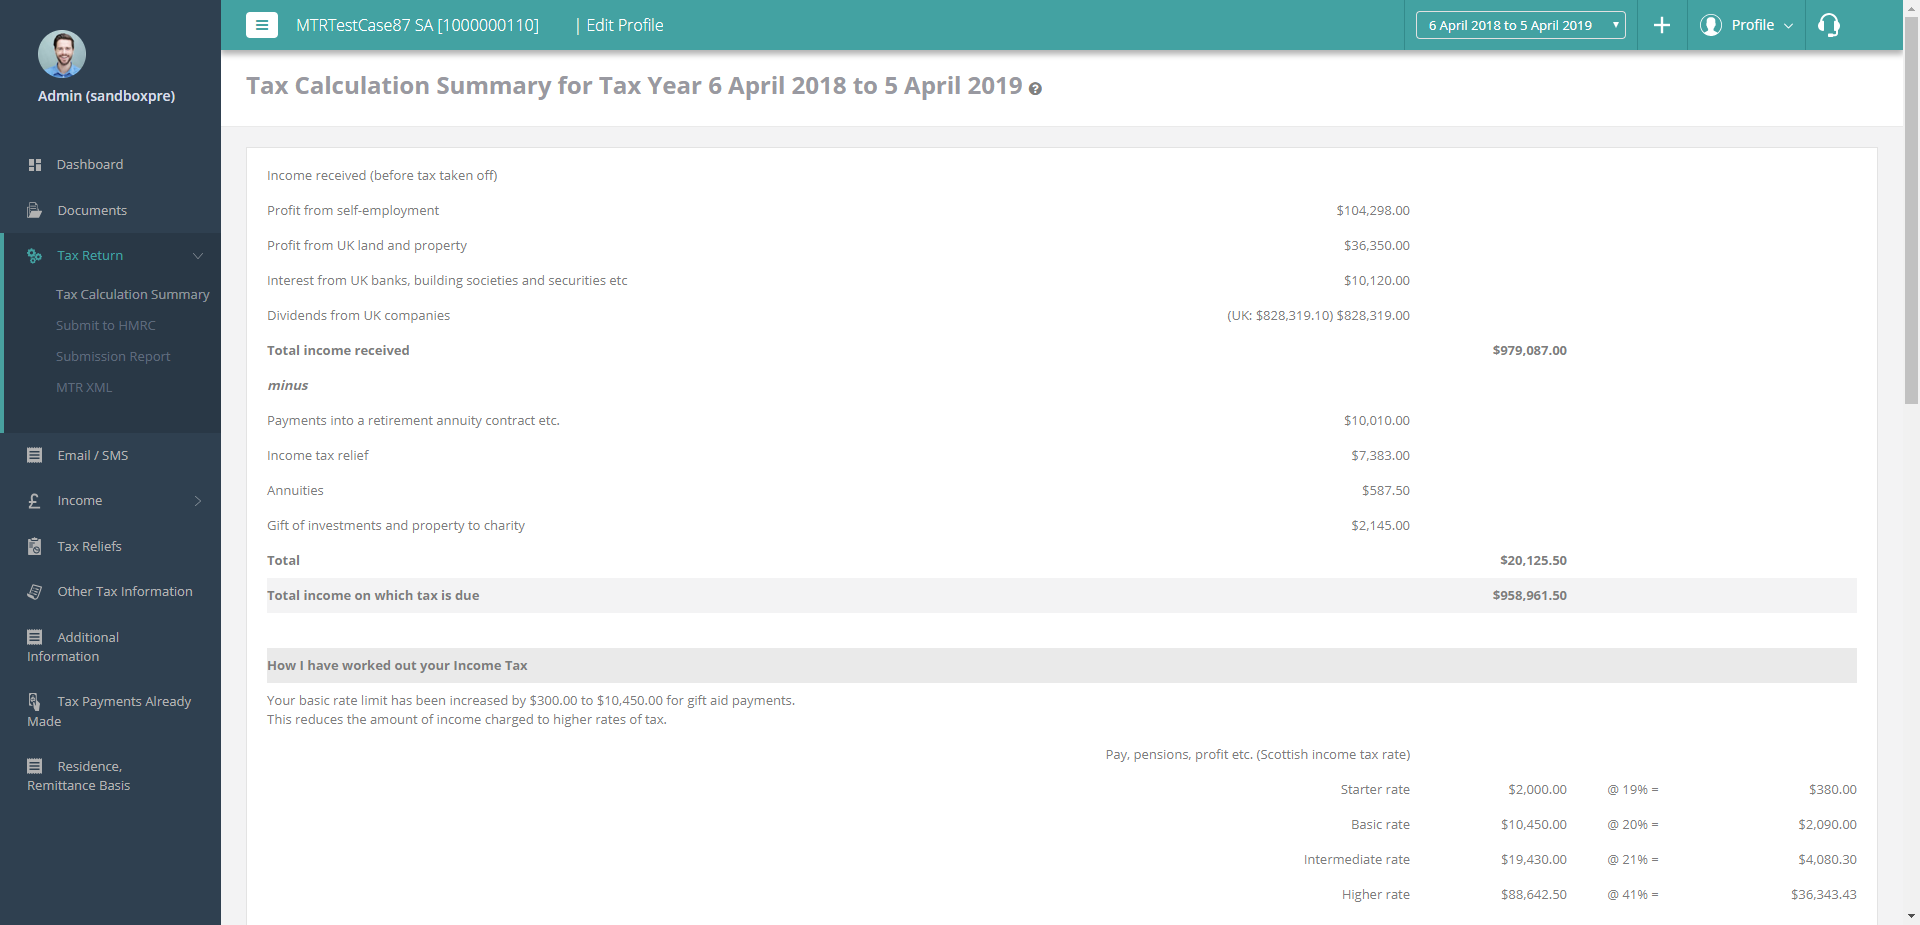 MTRTestCase87 SA [1000000110] | Edit Profile
6 April 2018 to 5 April 2019
Profile
Admin (sandboxpre)
Dashboard
Documents
Tax Return
Tax Calculation Summary
Submit to HMRC
Submission Report
MTR XML
Email / SMS
£ Income
Tax Reliefs
Other Tax Information
Additional
Information
Tax Payments Already
Made
Residence,
Remittance Basis
Tax Calculation Summary for Tax Year 6 April 2018 to 5 April 2019 ?
Income received (before tax taken off)
Profit from self-employment $104,298.00
Profit from UK land and property $36,350.00
Interest from UK banks, building societies and securities etc $10,120.00
Dividends from UK companies (UK: $828,319.10) $828,319.00
Total income received $979,087.00
minus
Payments into a retirement annuity contract etc. $10,010.00
Income tax relief $7,383.00
Annuities $587.50
Gift of investments and property to charity $2,145.00
Total $20,125.50
Total income on which tax is due $958,961.50
How I have worked out your Income Tax
Your basic rate limit has been increased by $300.00 to $10,450.00 for gift aid payments.
This reduces the amount of income charged to higher rates of tax.
Pay, pensions, profit etc. (Scottish income tax rate)
Starter rate $2,000.00 @ 19% = $380.00
Basic rate $10,450.00 @ 20% = $2,090.00
Intermediate rate $19,430.00 @ 21% = $4,080.30
Higher rate $88,642.50 @ 41% = $36,343.43